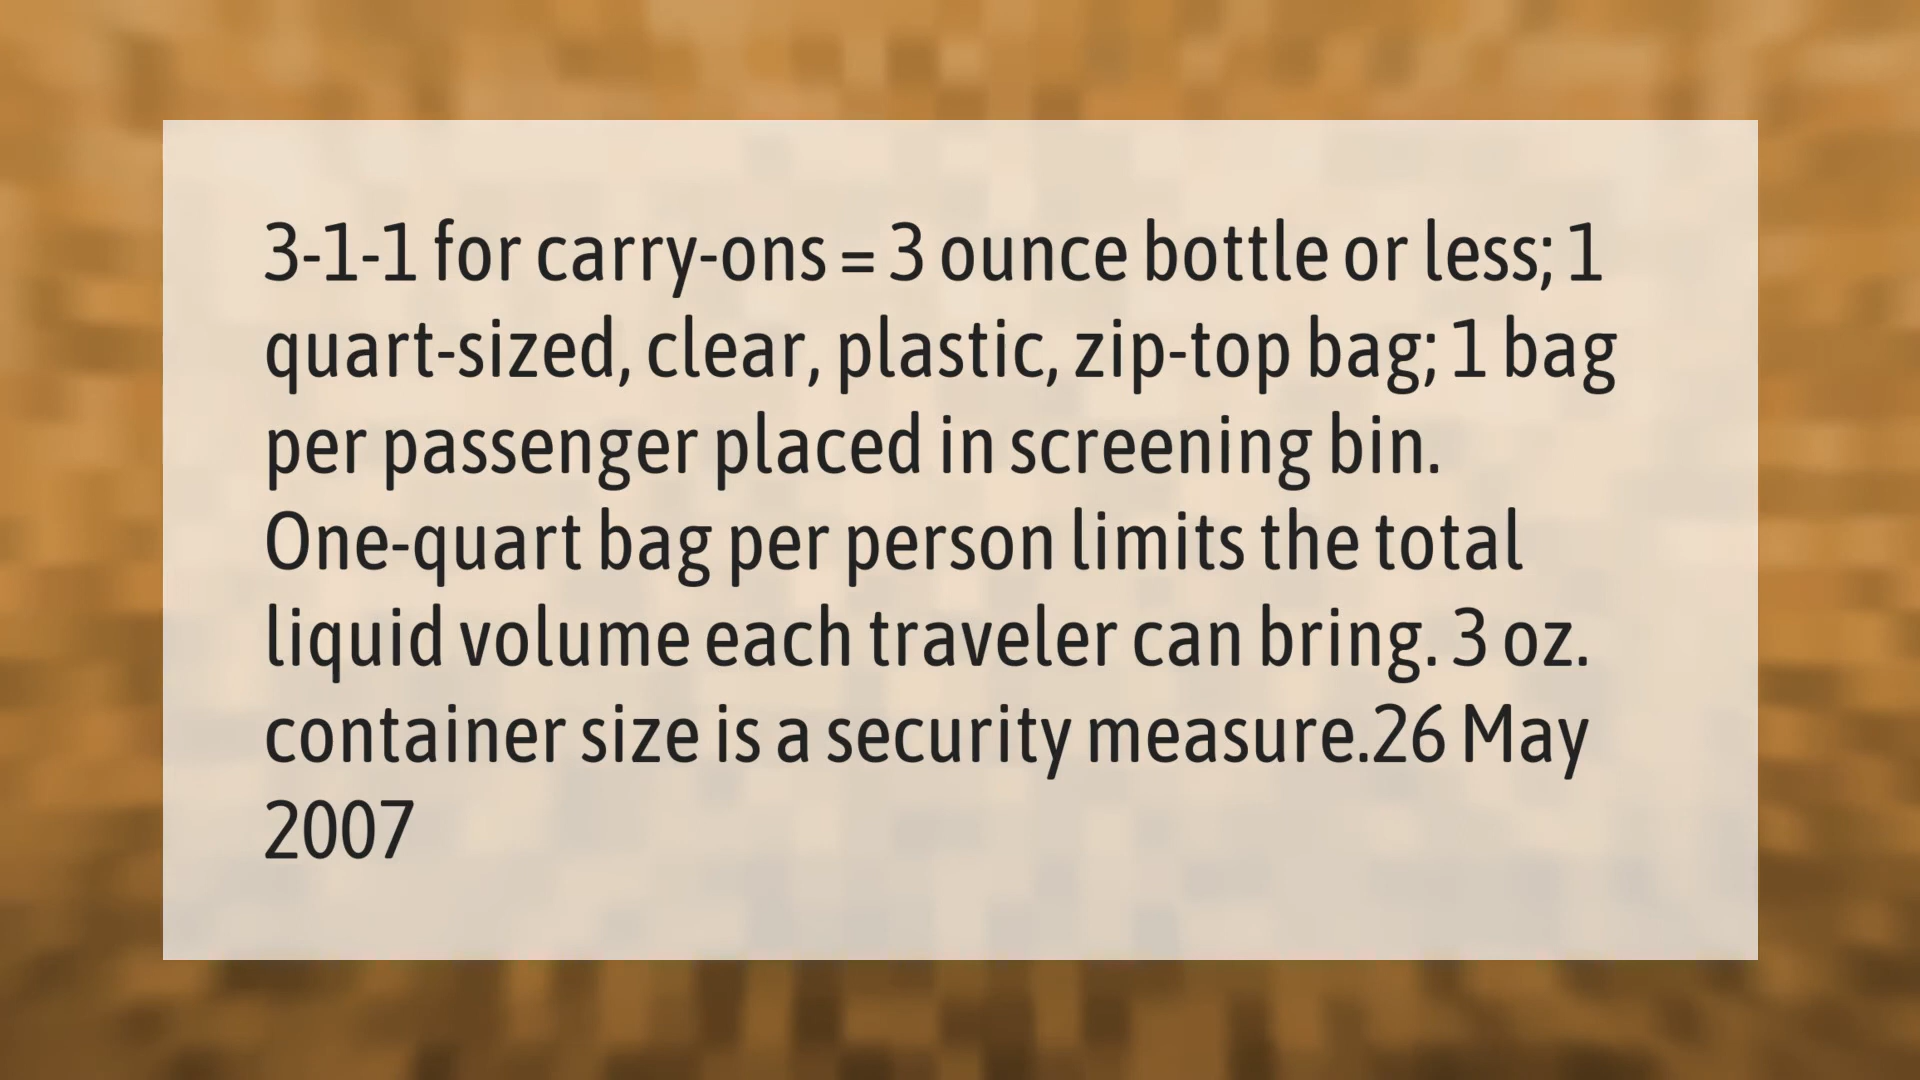 3-1-1 for carry-ons = 3 ounce bottle or less; 1
quart-sized, clear, plastic, zip-top bag; 1 bag
per passenger placed in screening bin.
One-quart bag per person limits the total
liquid volume each traveler can bring. 3 oz.
container size is a security measure.26 May
2007